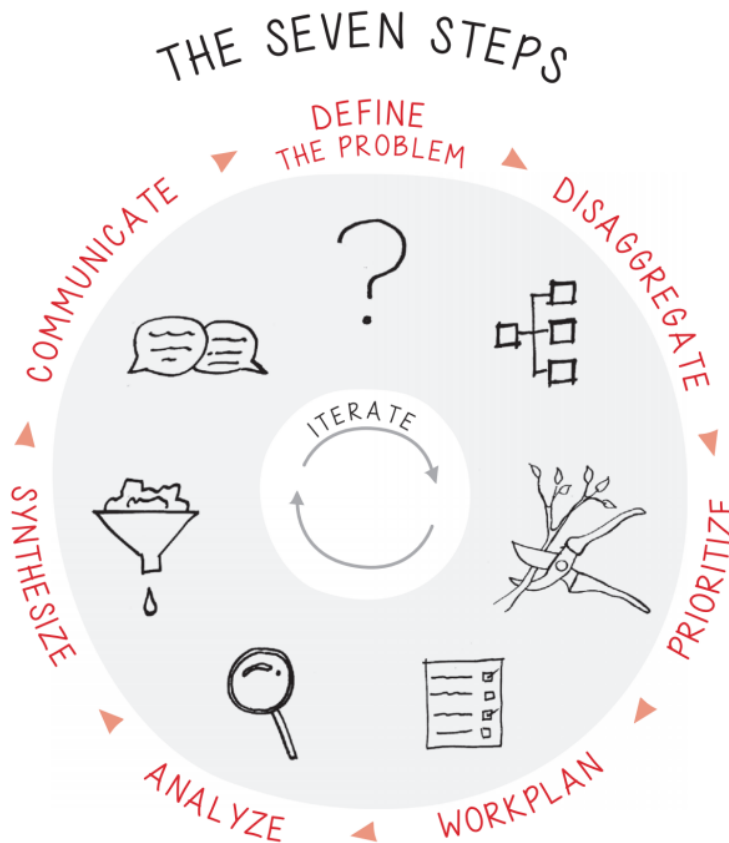 THE SEVEN STEPS
DEFINE
THE PROBLEM
DISAGGREGATE
PRIORITIZE
WORKPLAN
ANALYZE
SYNTHESIZE
COMMUNICATE
ITERATE